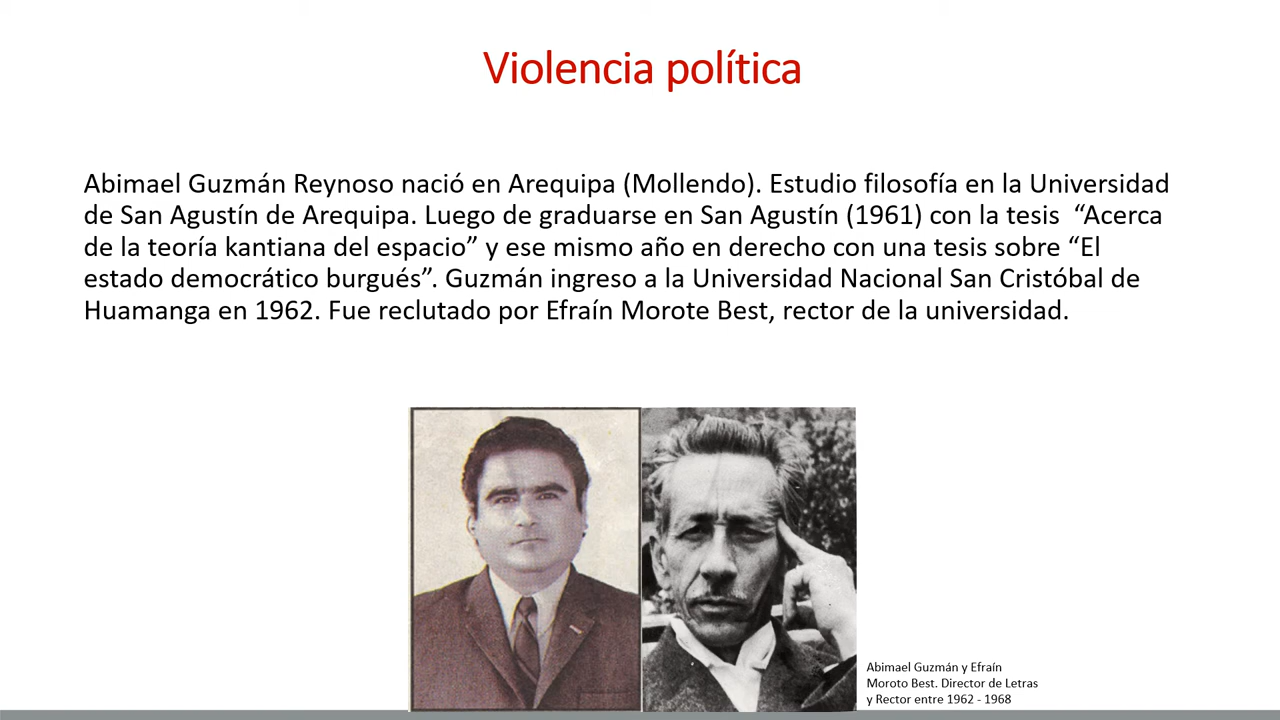 Violencia política
Abimael Guzmán Reynoso nació en Arequipa (Mollendo). Estudio filosofía en la Universidad
de San Agustín de Arequipa. Luego de graduarse en San Agustín (1961) con la tesis “Acerca
de la teoría kantiana del espacio” y ese mismo año en derecho con una tesis sobre “El
estado democrático burgués”. Guzmán ingreso a la Universidad Nacional San Cristóbal de
Huamanga en 1962. Fue reclutado por Efraín Morote Best, rector de la universidad.
Abimael Guzmán y Efraín
Moroto Best. Director de Letras
y Rector entre 1962 - 1968